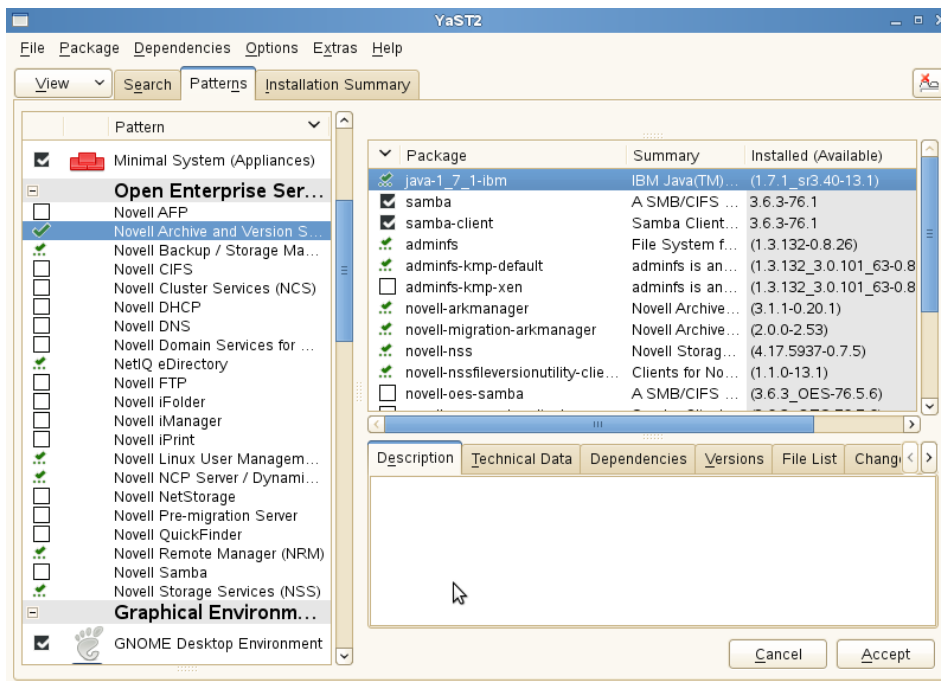 YaST2
File Package Dependencies Options Extras Help
View Search Patterns Installation Summary
Pattern
Minimal System (Appliances)
Open Enterprise Ser...
Novell AFP
Novell Archive and Version S...
Novell Backup / Storage Ma...
Novell CIFS
Novell Cluster Services (NCS)
Novell DHCP
Novell DNS
Novell Domain Services for ...
NetIQ eDirectory
Novell FTP
Novell iFolder
Novell iManager
Novell iPrint
Novell Linux User Managem...
Novell NCP Server / Dynami...
Novell NetStorage
Novell Pre-migration Server
Novell QuickFinder
Novell Remote Manager (NRM)
Novell Samba
Novell Storage Services (NSS)
Graphical Environm...
GNOME Desktop Environment
Package Summary Installed (Available)
java-1_7_1-ibm IBM Java(TM)... (1.7.1_sr3.40-13.1)
samba A SMB/CIFS ... 3.6.3-76.1
samba-client Samba Client... 3.6.3-76.1
adminfs File System f... (1.3.132-0.8.26)
adminfs-kmp-default adminfs is an... (1.3.132_3.0.101_63-0.8
adminfs-kmp-xen adminfs is an... (1.3.132_3.0.101_63-0.8
novell-arkmanager Novell Archive... (3.1.1-0.20.1)
novell-migration-arkmanager Novell Archive... (2.0.0-2.53)
novell-nss Novell Storag... (4.17.5937-0.7.5)
novell-nssfileversionutility-clie... Clients for No... (1.1.0-13.1)
novell-oes-samba A SMB/CIFS ... (3.6.3_OES-76.5.6)
Description Technical Data Dependencies Versions File List Chang
Cancel Accept